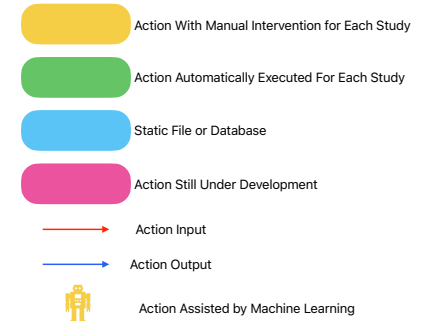 Action With Manual Intervention for Each Study
Action Automatically Executed For Each Study
Static File or Database
Action Still Under Development
Action Input
Action Output
Action Assisted by Machine Learning